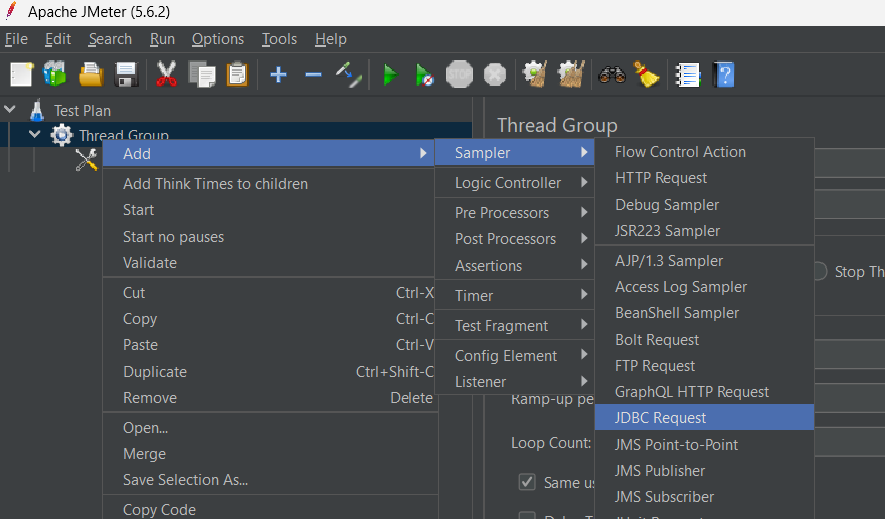 Apache JMeter (5.6.2)
File Edit Search Run Options Tools Help
STOP
Test Plan
Thread Group
Thread Group
Add
Add Think Times to children
Start
Start no pauses
Validate
Cut Ctrl-X
Copy Ctrl-C
Paste Ctrl-V
Duplicate Ctrl+Shift-C
Remove Delete
Open...
Merge
Save Selection As...
Copy Code
Sampler
Logic Controller
Pre Processors
Post Processors
Assertions
Timer
Test Fragment
Config Element
Listener
Flow Control Action
HTTP Request
Debug Sampler
JSR223 Sampler
AJP/1.3 Sampler
Access Log Sampler
BeanShell Sampler
Bolt Request
FTP Request
GraphQL HTTP Request
JDBC Request
JMS Point-to-Point
JMS Publisher
JMS Subscriber
Stop Th
Ramp-up pe
Loop Count:
Same us